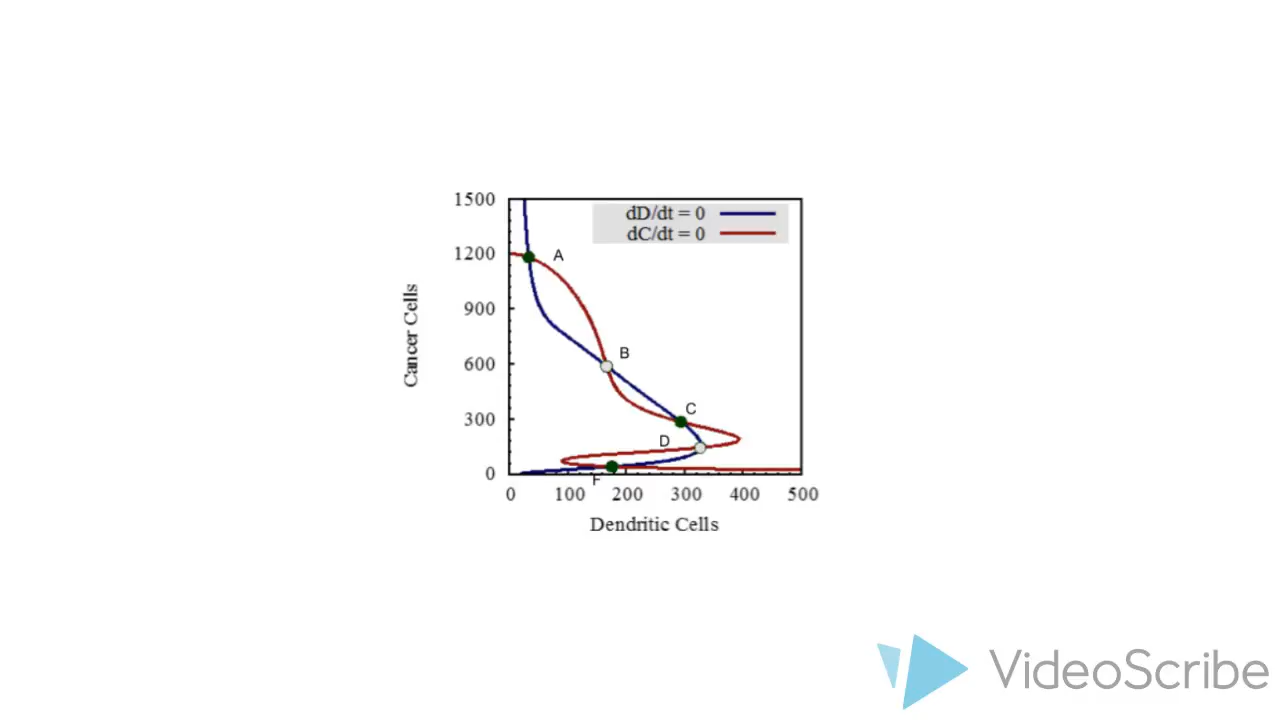 1500
dD/dt = 0
dC/dt = 0
1200
A
900
B
600
C
300
D
0
F
0 100 200 300 400 500
Dendritic Cells
Cancer Cells
VideoScribe